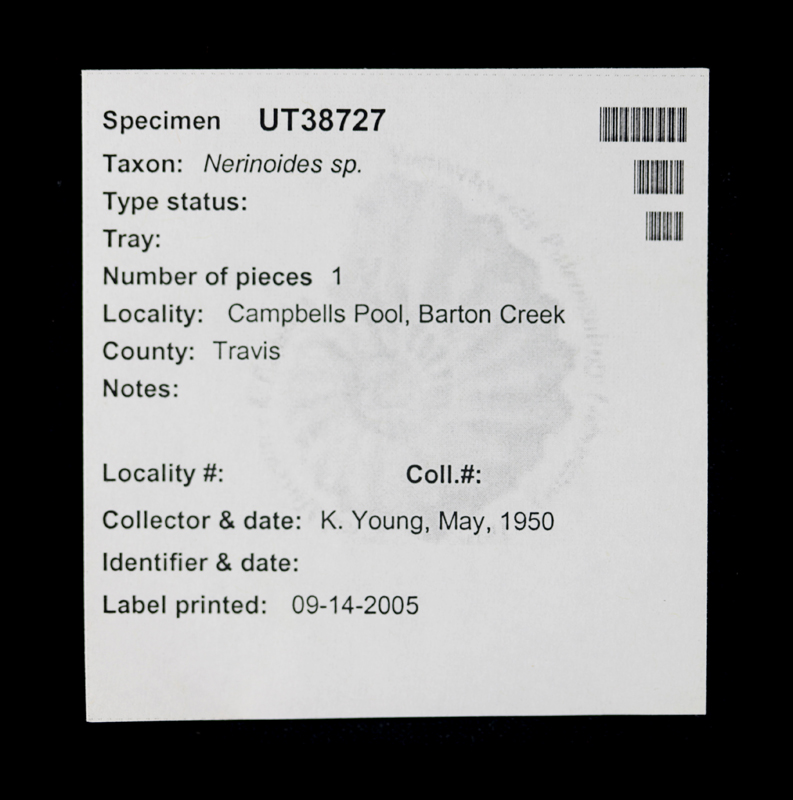 Specimen UT38727
Taxon: Nerinoides sp.
Type status:
Tray:
Number of pieces 1
Locality: Campbells Pool, Barton Creek
County: Travis
Notes:
Locality #: Coll.#:
Collector & date: K. Young, May, 1950
Identifier & date:
Label printed: 09-14-2005